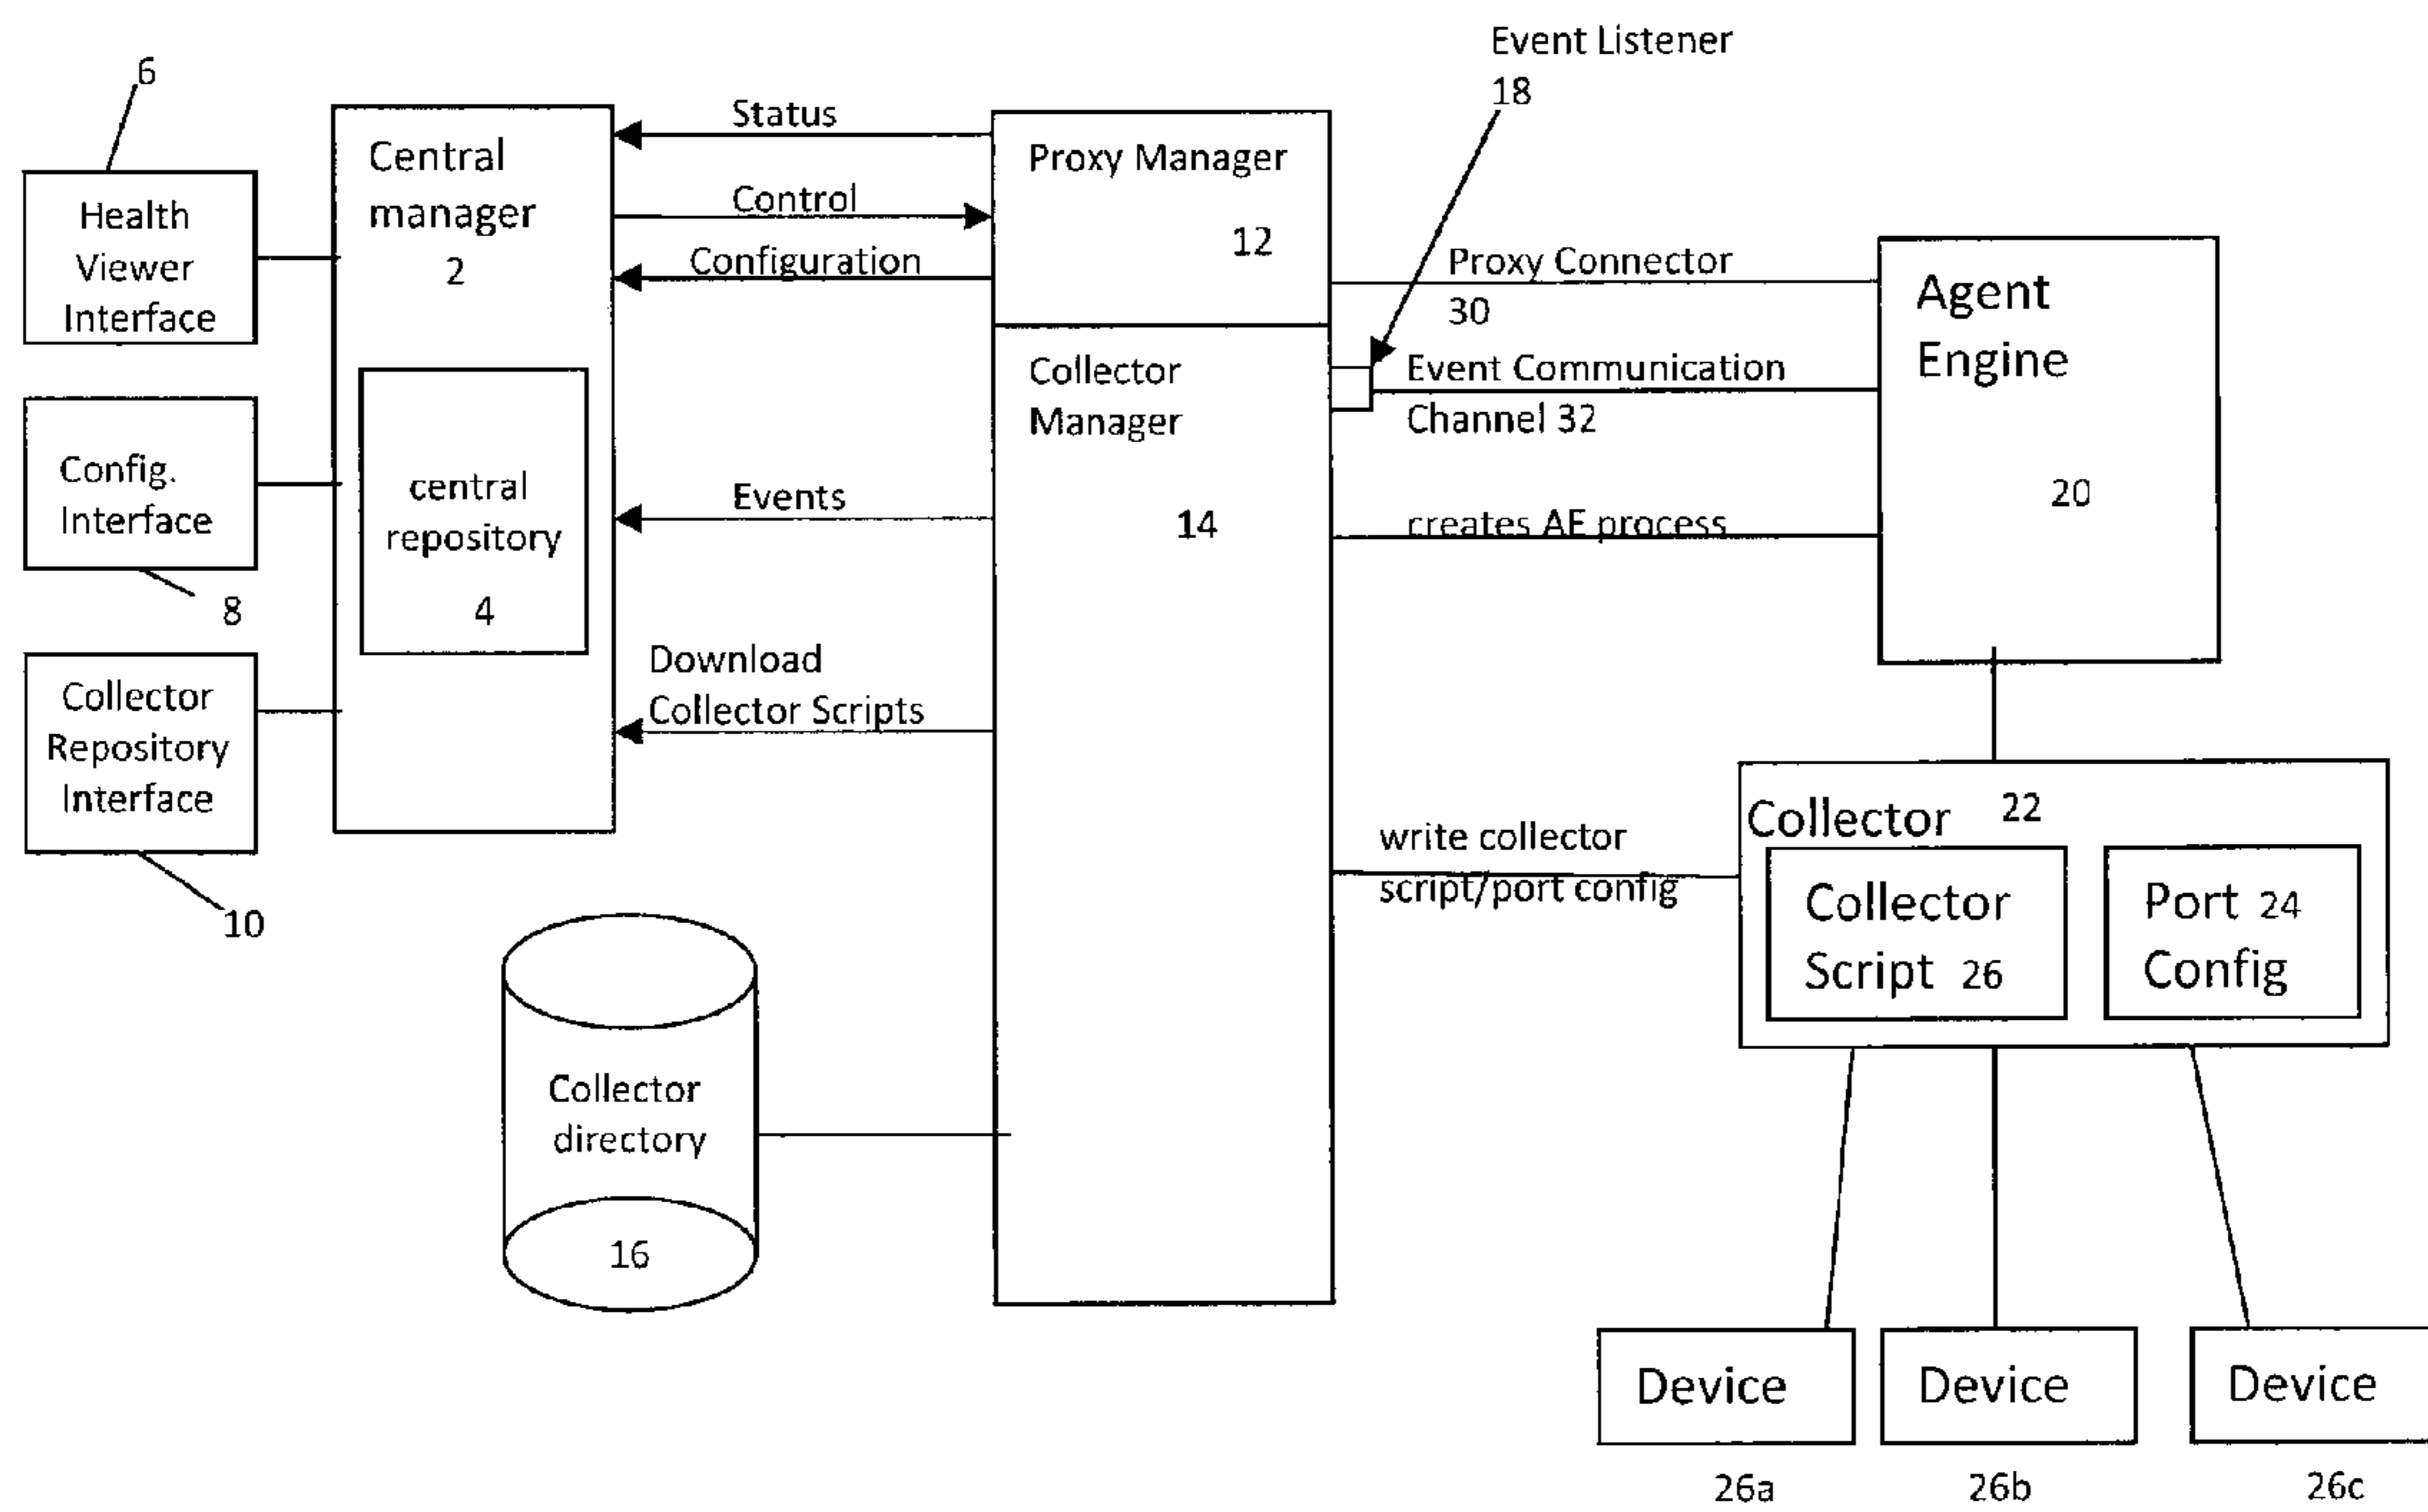 6
Health
Viewer
Interface
Config.
Interface
8
Collector
Repository
Interface
10
Central
manager
2
central
repository
4
Status
Control
Configuration
Events
Download
Collector Scripts
Collector
directory
16
Proxy Manager
12
Collector
Manager
14
Event Listener
18
Proxy Connector
30
Event Communication
Channel 32
creates AE process
write collector
script/port config
Agent
Engine
20
22
Collector
Collector
Script 26
Port 24
Config
Device
Device
Device
26a
26b
26c